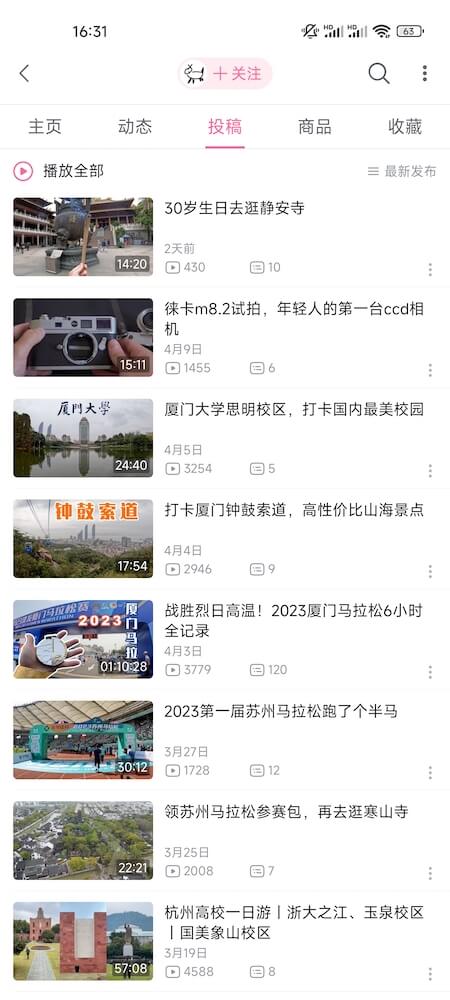 16:31
HD HD 63
十 关注
主页 动态 投稿 商品 收藏
播放全部 最新发布
30岁生日去逛静安寺
2天前
14:20
430 10
徕卡m8.2试拍，年轻人的第一台ccd相
机
4月9日
15:11
1455 6
厦门大学
厦门大学思明校区，打卡国内最美校园
4月5日
24:40
3254 5
钟鼓索道
打卡厦门钟鼓索道，高性价比山海景点
4月4日
17:54
2946 9
2023
厦门马拉
战胜烈日高温！2023厦门马拉松6小时
全记录
4月3日
01:10:28
3779 120
2023第一届苏州马拉松跑了个半马
3月27日
30:12
1728 12
领苏州马拉松参赛包，再去逛寒山寺
3月25日
22:21
2008 7
杭州高校一日游丨浙大之江、玉泉校区
丨国美象山校区
3月19日
57:08
4588 8